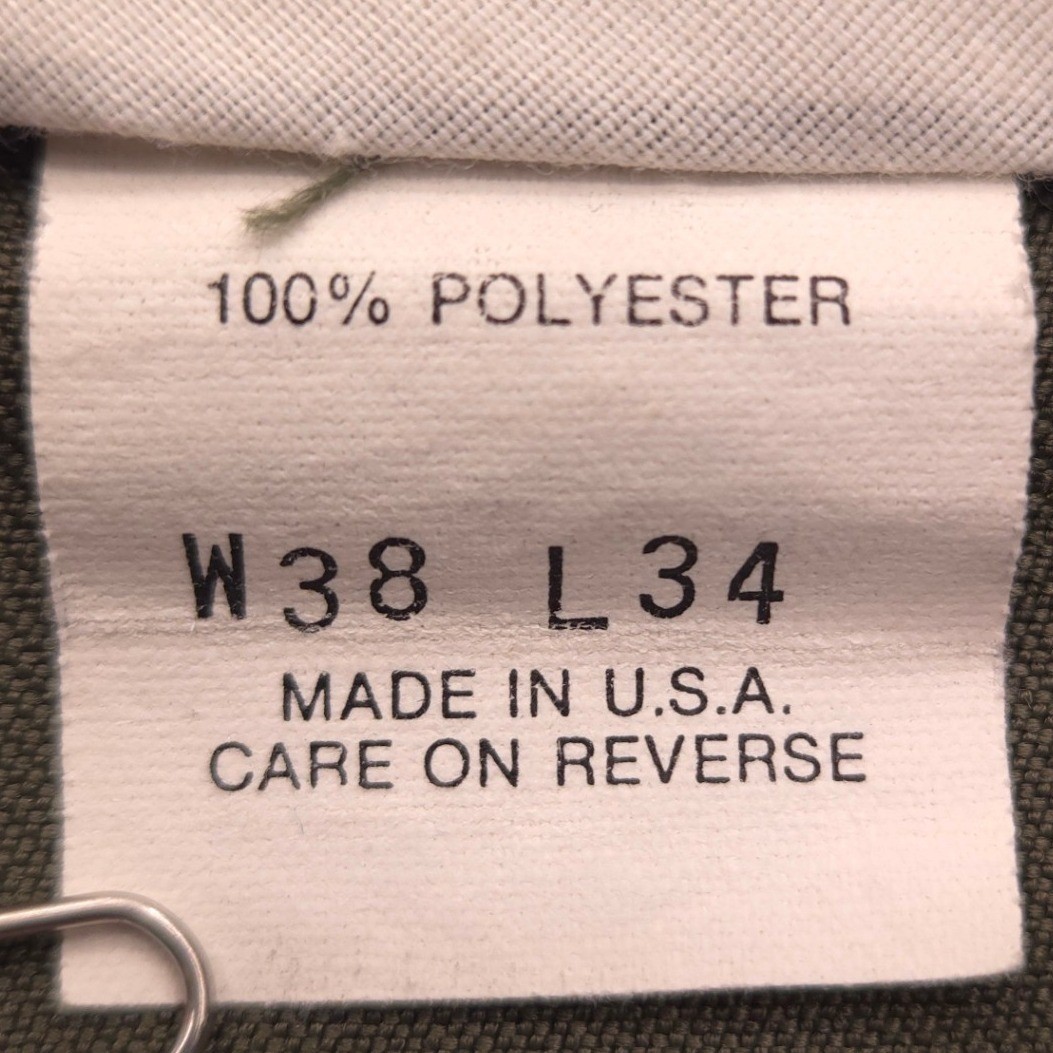 100% POLYESTER
W38 L34
MADE IN U.S.A.
CARE ON REVERSE